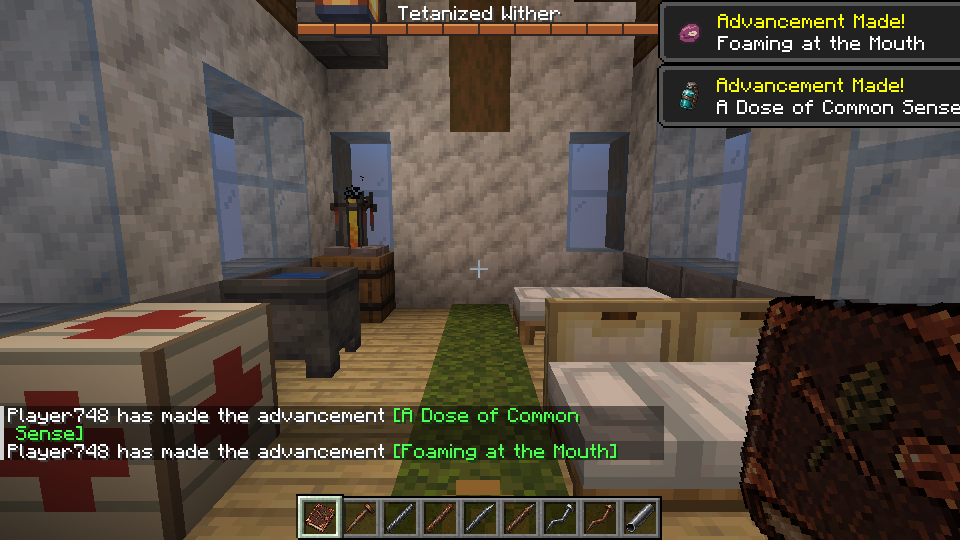 Tetanized Wither
Advancement Made!
Foaming at the Mouth
Advancement Made!
A Dose of Common Sense
Player748 has made the advancement [A Dose of Common
Sense]
Player748 has made the advancement [Foaming at the Mouth]